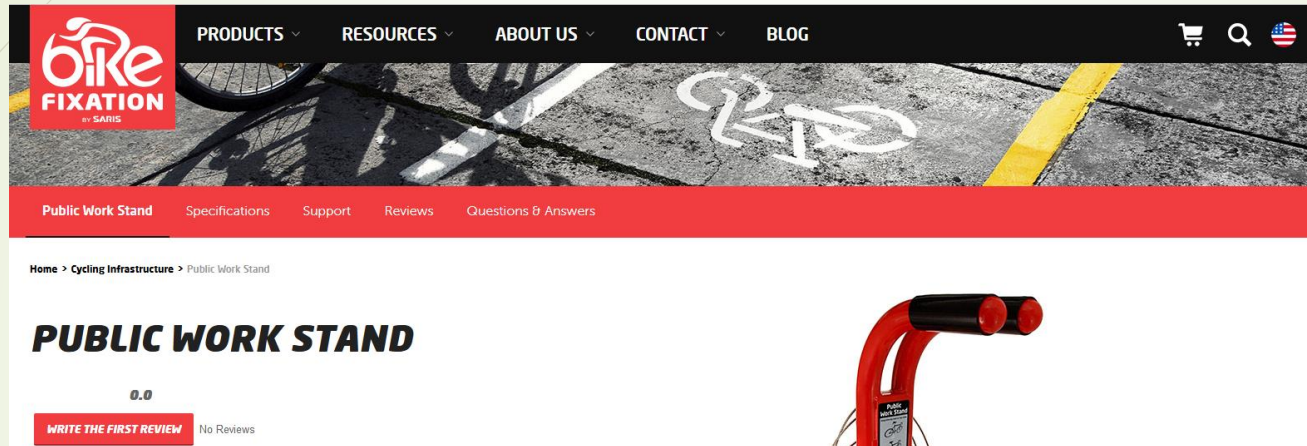 bike
FIXATION
BY SARIS
PRODUCTS RESOURCES ABOUT US CONTACT BLOG
Public Work Stand Specifications Support Reviews Questions & Answers
Home > Cycling Infrastructure > Public Work Stand
PUBLIC WORK STAND
0.0
WRITE THE FIRST REVIEW No Reviews
Public
Work Stand